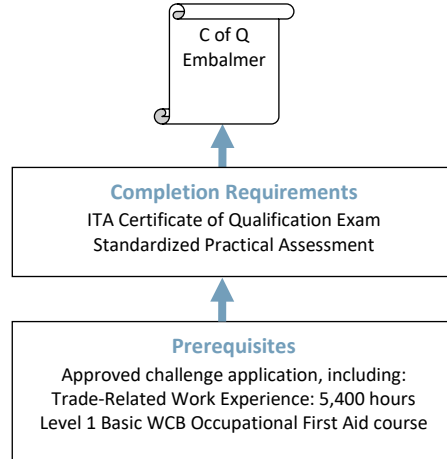 C of Q
Embalmer
Completion Requirements
ITA Certificate of Qualification Exam
Standardized Practical Assessment
Prerequisites
Approved challenge application, including:
Trade-Related Work Experience: 5,400 hours
Level 1 Basic WCB Occupational First Aid course